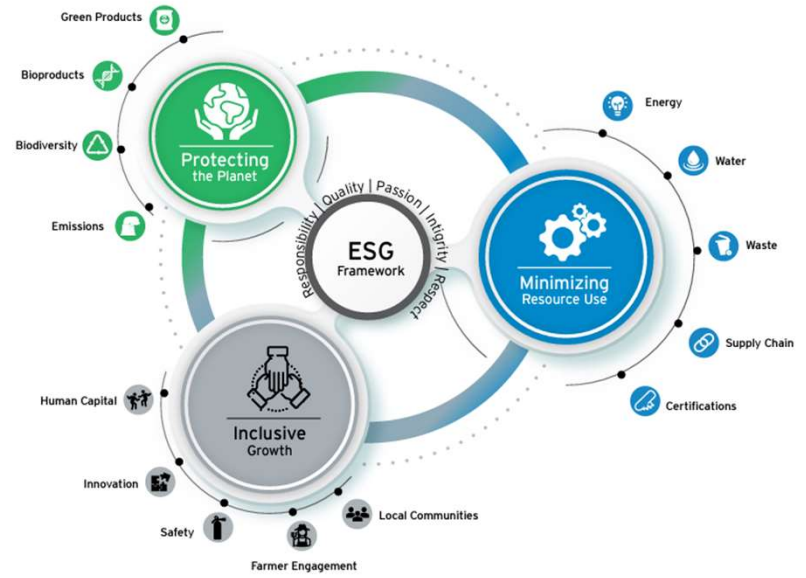 Green Products
Bioproducts
Biodiversity
Emissions
Protecting
the Planet
Responsibility | Quality | Passion | Intigrity | Respect
ESG
Framework
Energy
Water
Waste
Supply Chain
Certifications
Minimizing
Resource Use
Human Capital
Innovation
Safety
Farmer Engagement
Local Communities
Inclusive
Growth